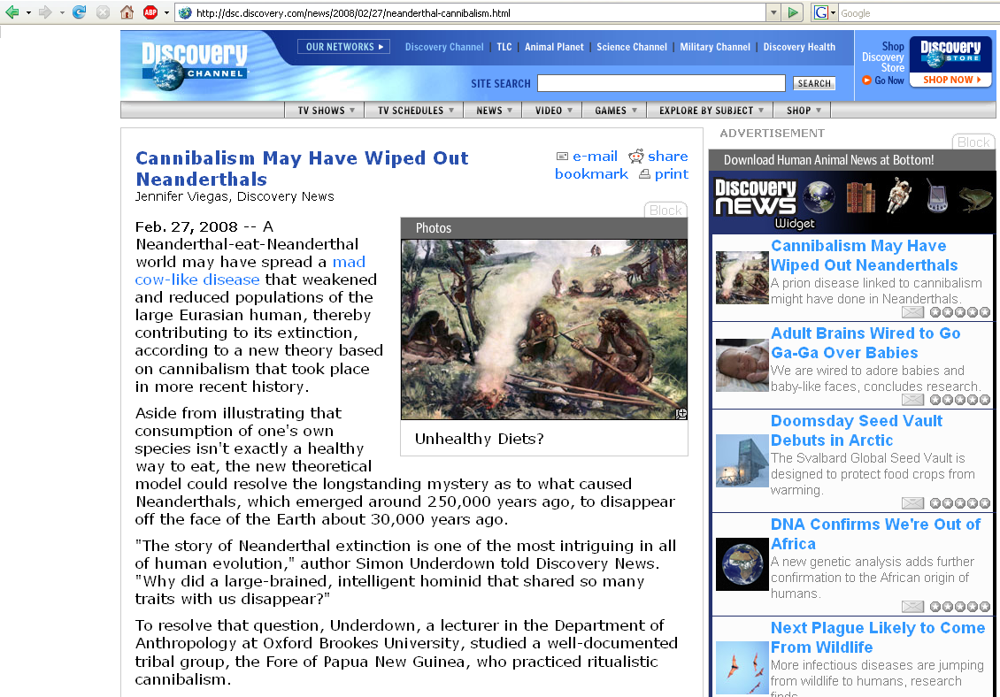 ABP
http://dsc.discovery.com/news/2008/02/27/neanderthal-cannibalism.html
G
Google
Discovery
CHANNEL
OUR NETWORKS
Discovery Channel | TLC | Animal Planet | Science Channel | Military Channel | Discovery Health
SITE SEARCH
SEARCH
Shop
Discovery
Store
Go Now
Discovery
STORE
SHOP NOW
TV SHOWS
TV SCHEDULES
NEWS
VIDEO
GAMES
EXPLORE BY SUBJECT
SHOP
Cannibalism May Have Wiped Out
Neanderthals
Jennifer Viegas, Discovery News
e-mail share
bookmark print
Block
Photos
Unhealthy Diets?
Feb. 27, 2008 -- A
Neanderthal-eat-Neanderthal
world may have spread a mad
cow-like disease that weakened
and reduced populations of the
large Eurasian human, thereby
contributing to its extinction,
according to a new theory based
on cannibalism that took place
in more recent history.
Aside from illustrating that
consumption of one's own
species isn't exactly a healthy
way to eat, the new theoretical
model could resolve the longstanding mystery as to what caused
Neanderthals, which emerged around 250,000 years ago, to disappear
off the face of the Earth about 30,000 years ago.
"The story of Neanderthal extinction is one of the most intriguing in all
of human evolution," author Simon Underdown told Discovery News.
"Why did a large-brained, intelligent hominid that shared so many
traits with us disappear?"
To resolve that question, Underdown, a lecturer in the Department of
Anthropology at Oxford Brookes University, studied a well-documented
tribal group, the Fore of Papua New Guinea, who practiced ritualistic
cannibalism.
ADVERTISEMENT
Block
Download Human Animal News at Bottom!
Discovery
NEWS
Widget
Cannibalism May Have
Wiped Out Neanderthals
A prion disease linked to cannibalism
might have done in Neanderthals.
Adult Brains Wired to Go
Ga-Ga Over Babies
We are wired to adore babies and
baby-like faces, concludes research.
Doomsday Seed Vault
Debuts in Arctic
The Svalbard Global Seed Vault is
designed to protect food crops from
warming.
DNA Confirms We're Out of
Africa
A new genetic analysis adds further
confirmation to the African origin of
humans.
Next Plague Likely to Come
From Wildlife
More infectious diseases are jumping
from wildlife to humans, research
finds.